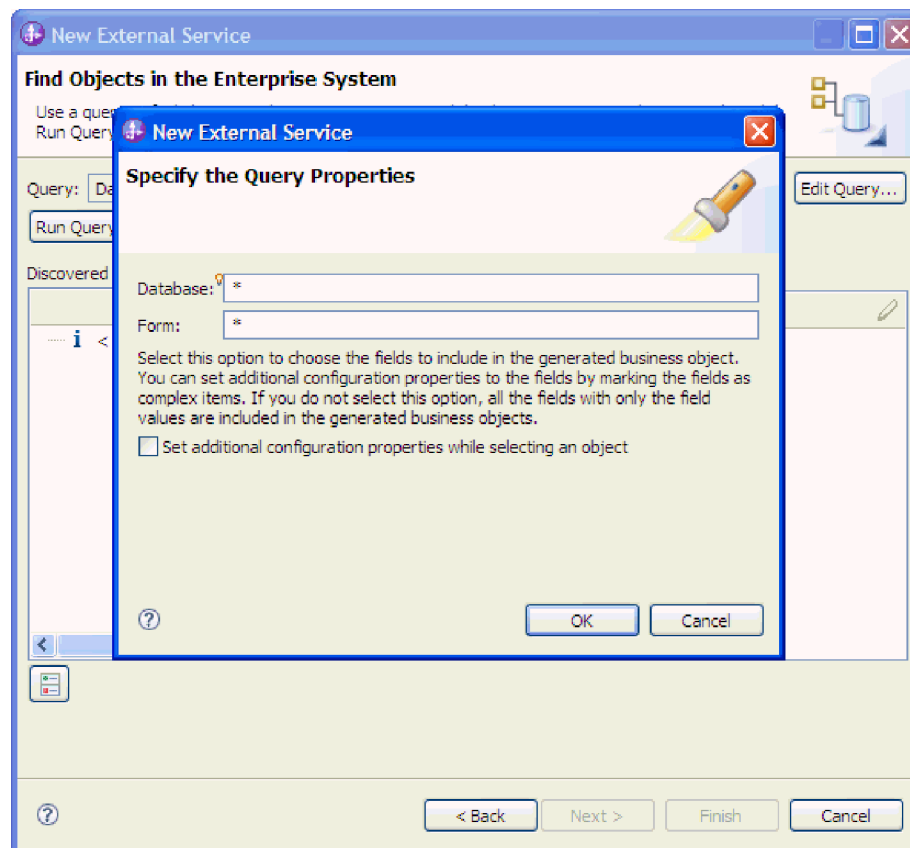 New External Service
Find Objects in the Enterprise System
Use a
Run Query
New External Service
Specify the Query Properties
Query:
Edit Query...
Run Query
Discovered
Database: *
Form: *
Select this option to choose the fields to include in the generated business object.
You can set additional configuration properties to the fields by marking the fields as
complex items. If you do not select this option, all the fields with only the field
values are included in the generated business objects.
Set additional configuration properties while selecting an object
i <
OK
Cancel
< Back
Next >
Finish
Cancel